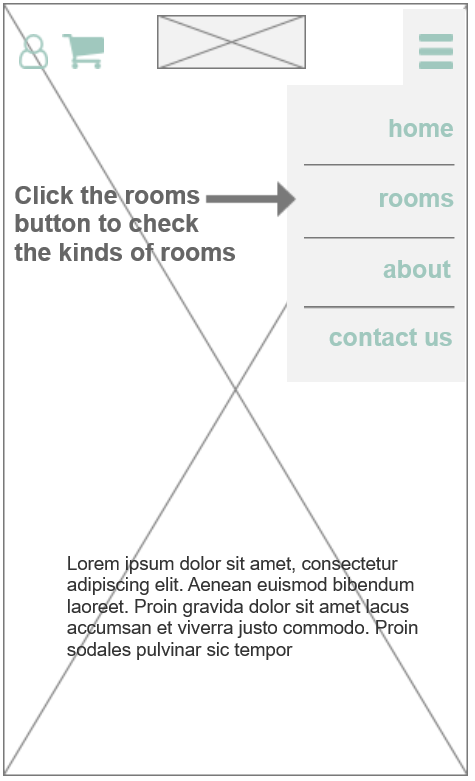 home
Click the rooms
button to check
the kinds of rooms
rooms
about
contact us
Lorem ipsum dolor sit amet, consectetur
adipiscing elit. Aenean euismod bibendum
laoreet. Proin gravida dolor sit amet lacus
accumsan et viverra justo commodo. Proin
sodales pulvinar sic tempor